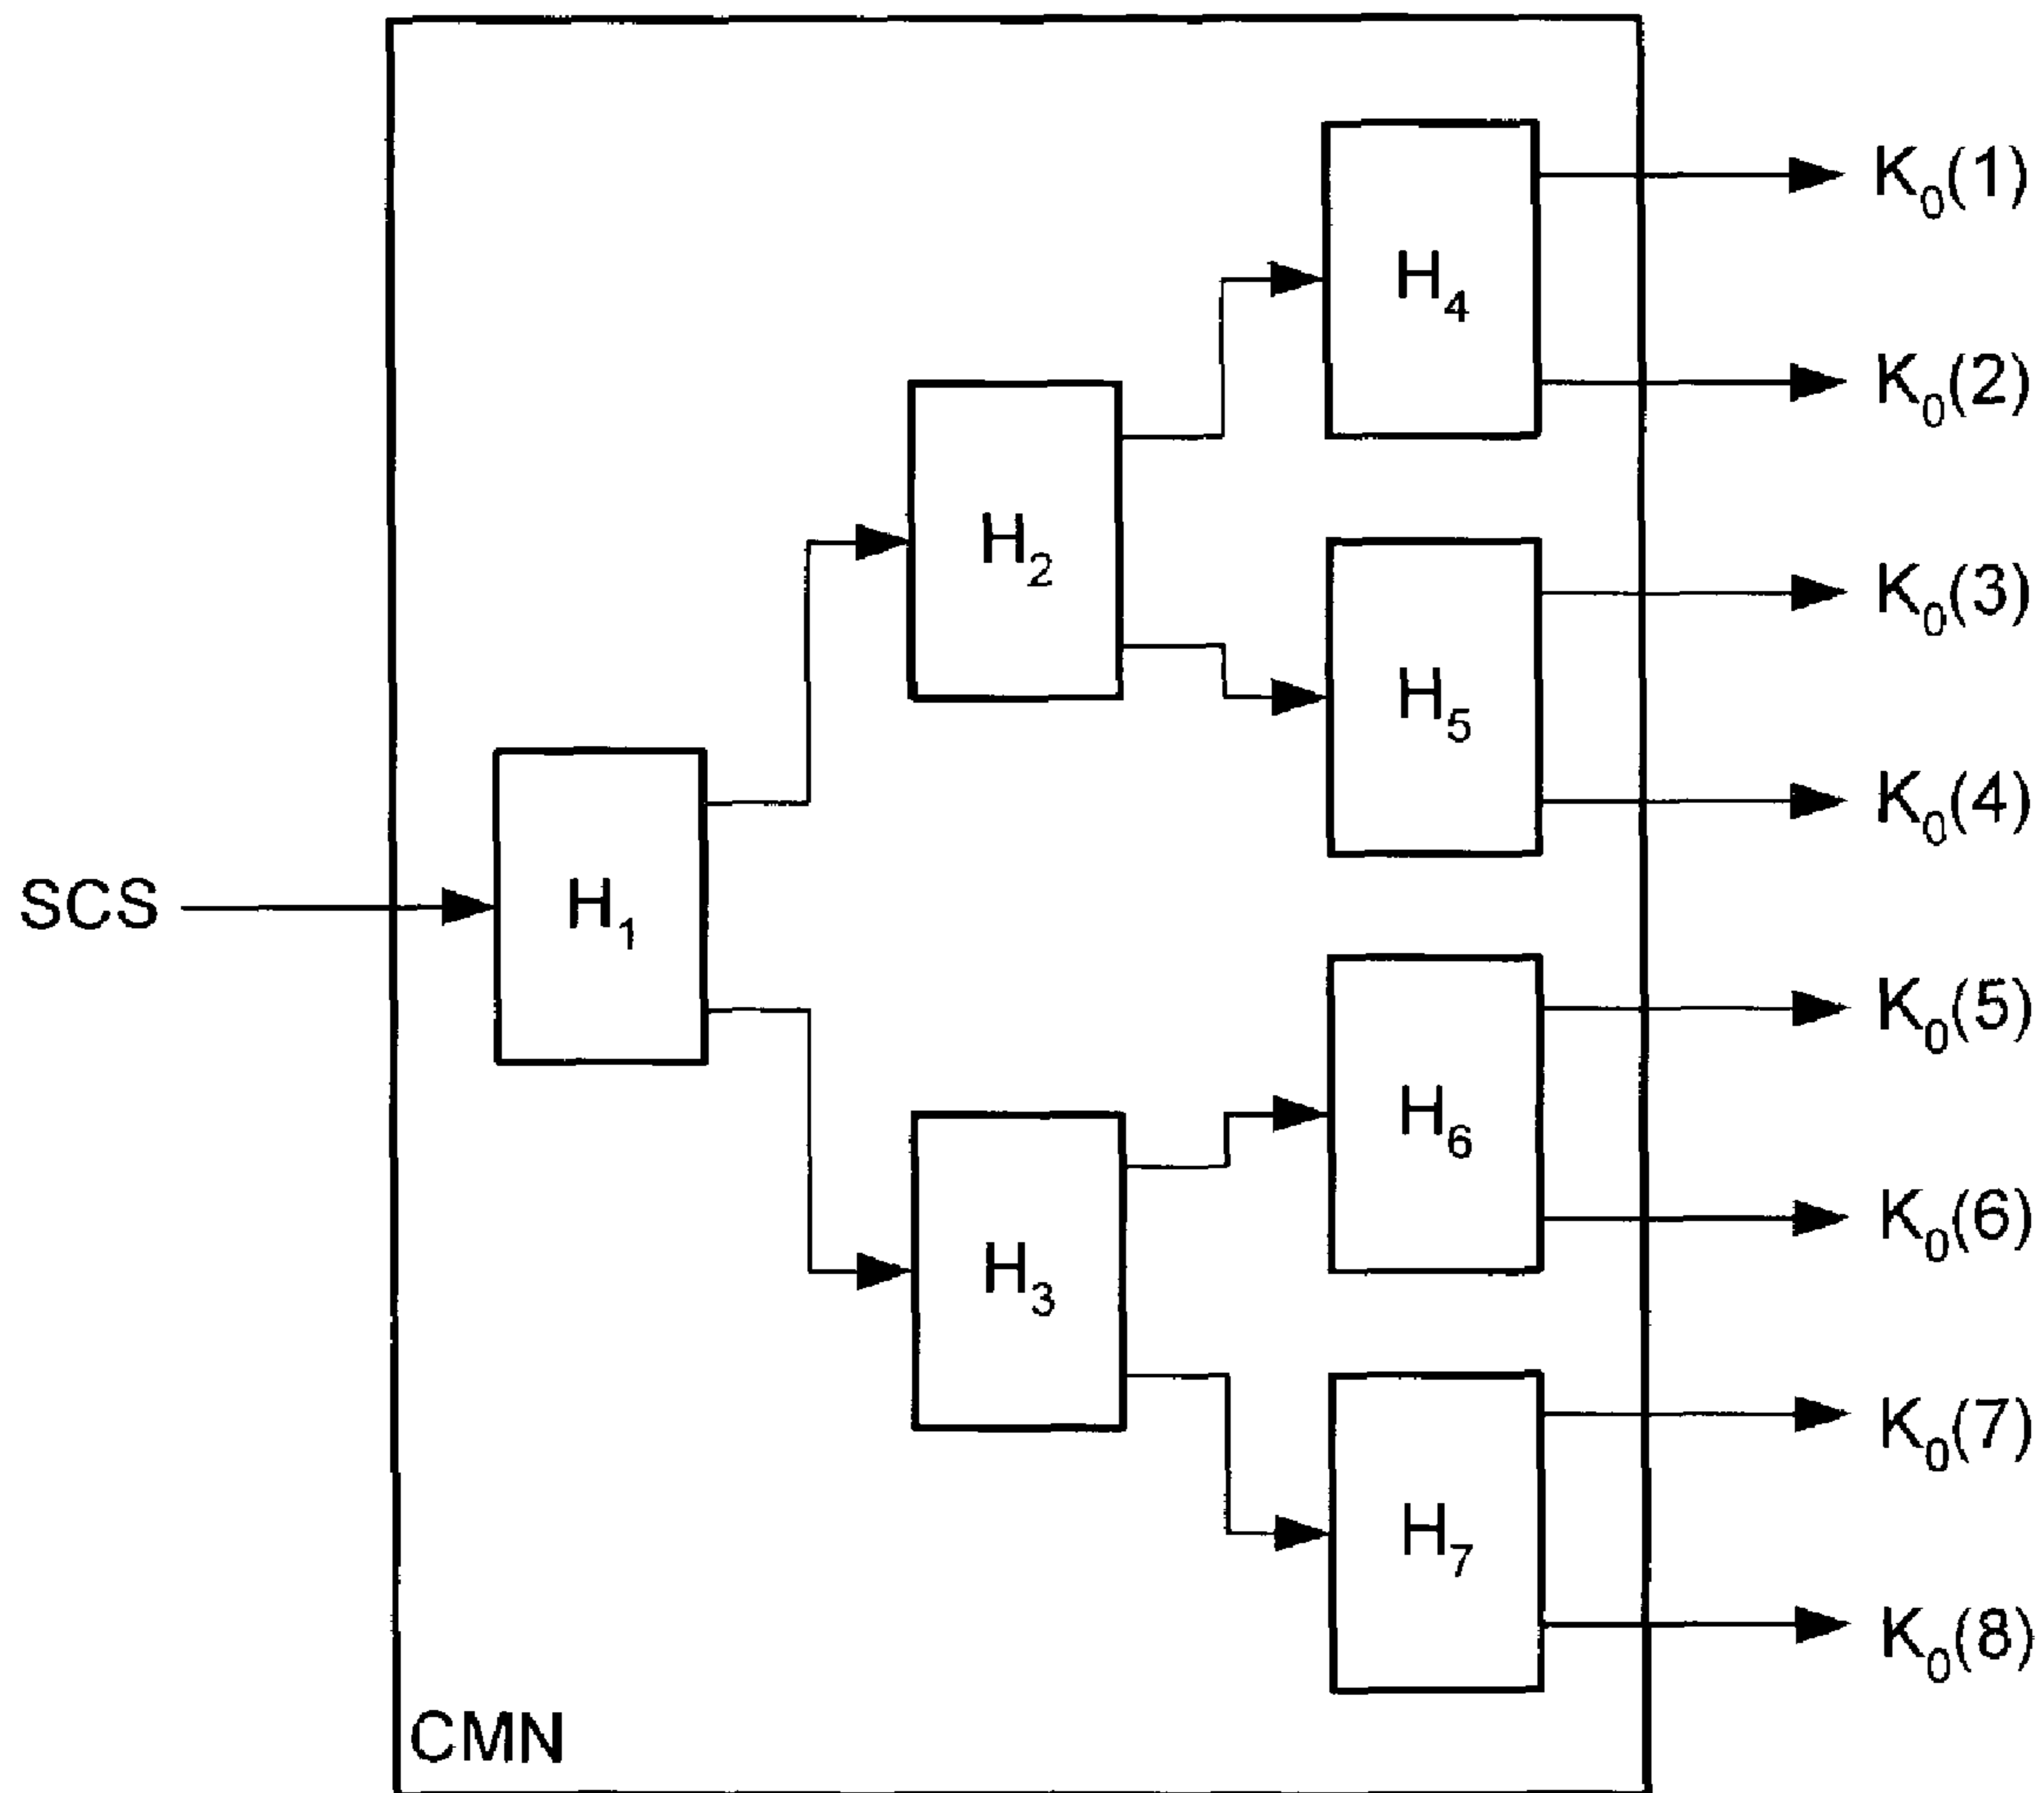 K₀(1)
H₄
K₀(2)
H₂
K₀(3)
H₅
K₀(4)
SCS
H₁
K₀(5)
H₆
K₀(6)
H₃
K₀(7)
H₇
K₀(8)
CMN